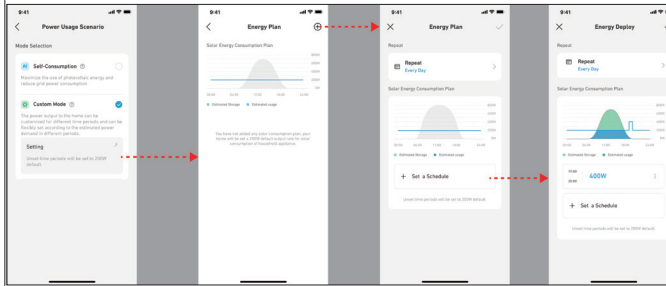 9:41
Power Usage Scenario
Mode Selection
AI Self-Consumption
Maximize the use of photovoltaic energy and
reduce grid power consumption
Custom Mode
The power output to the home can be
customized for different time periods and can be
flexibly set according to the estimated power
demand in different periods.
Setting
Unset time periods will be set to 200W
default
9:41
Energy Plan
Solar Energy Consumption Plan
Estimated Storage Estimated usage
You have not added any solar consumption plan, your
home will be set a 200W default output rate for solar
consumption of household appliance.
9:41
Energy Plan
Repeat
Repeat
Every Day
Solar Energy Consumption Plan
Estimated Storage Estimated usage
+ Set a Schedule
Unset time periods will be set to 200W default.
9:41
Energy Deploy
Repeat
Repeat
Every Day
Solar Energy Consumption Plan
Estimated Storage Estimated usage
400W
+ Set a Schedule
Unset time periods will be set to 200W default.